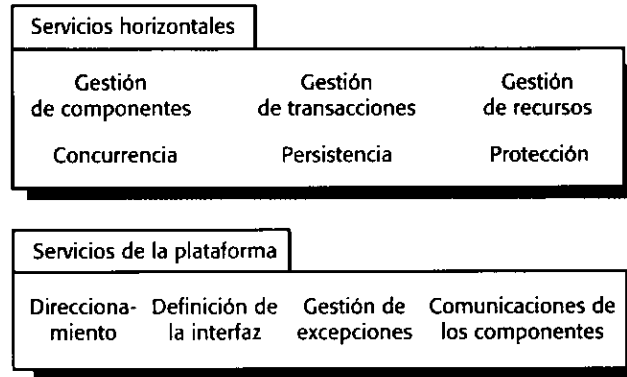 Servicios horizontales
Gestión Gestión Gestión
de componentes de transacciones de recursos
Concurrencia Persistencia Protección
Servicios de la plataforma
Direcciona- Definición de Gestión de Comunicaciones de
miento la interfaz excepciones los componentes